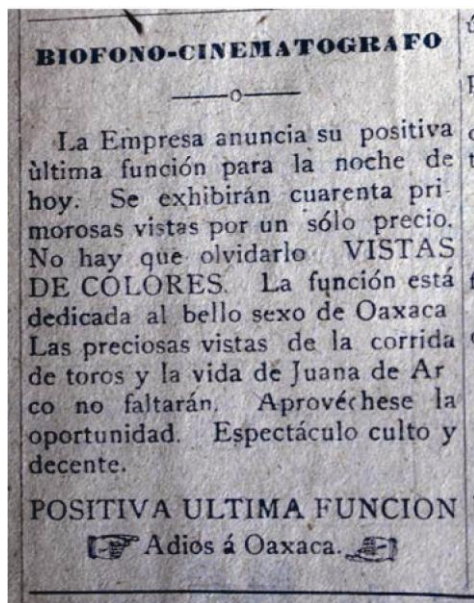 BIOFONO-CINEMATOGRAFO
La Empresa anuncia su positiva
ùltima función para la noche de
hoy. Se exhibirán cuarenta pri
morosas vistas por un sólo precio.
No hay que olvidarlo VISTAS
DE COLORES. La función está
dedicada al bello sexo de Oaxaca
Las preciosas vistas de la corrida
de toros y la vida de Juana de Ar
co no faltarán. Aprovéchese la
oportunidad. Espectáculo culto y
decente.
POSITIVA ULTIMA FUNCION
Adios á Oaxaca.